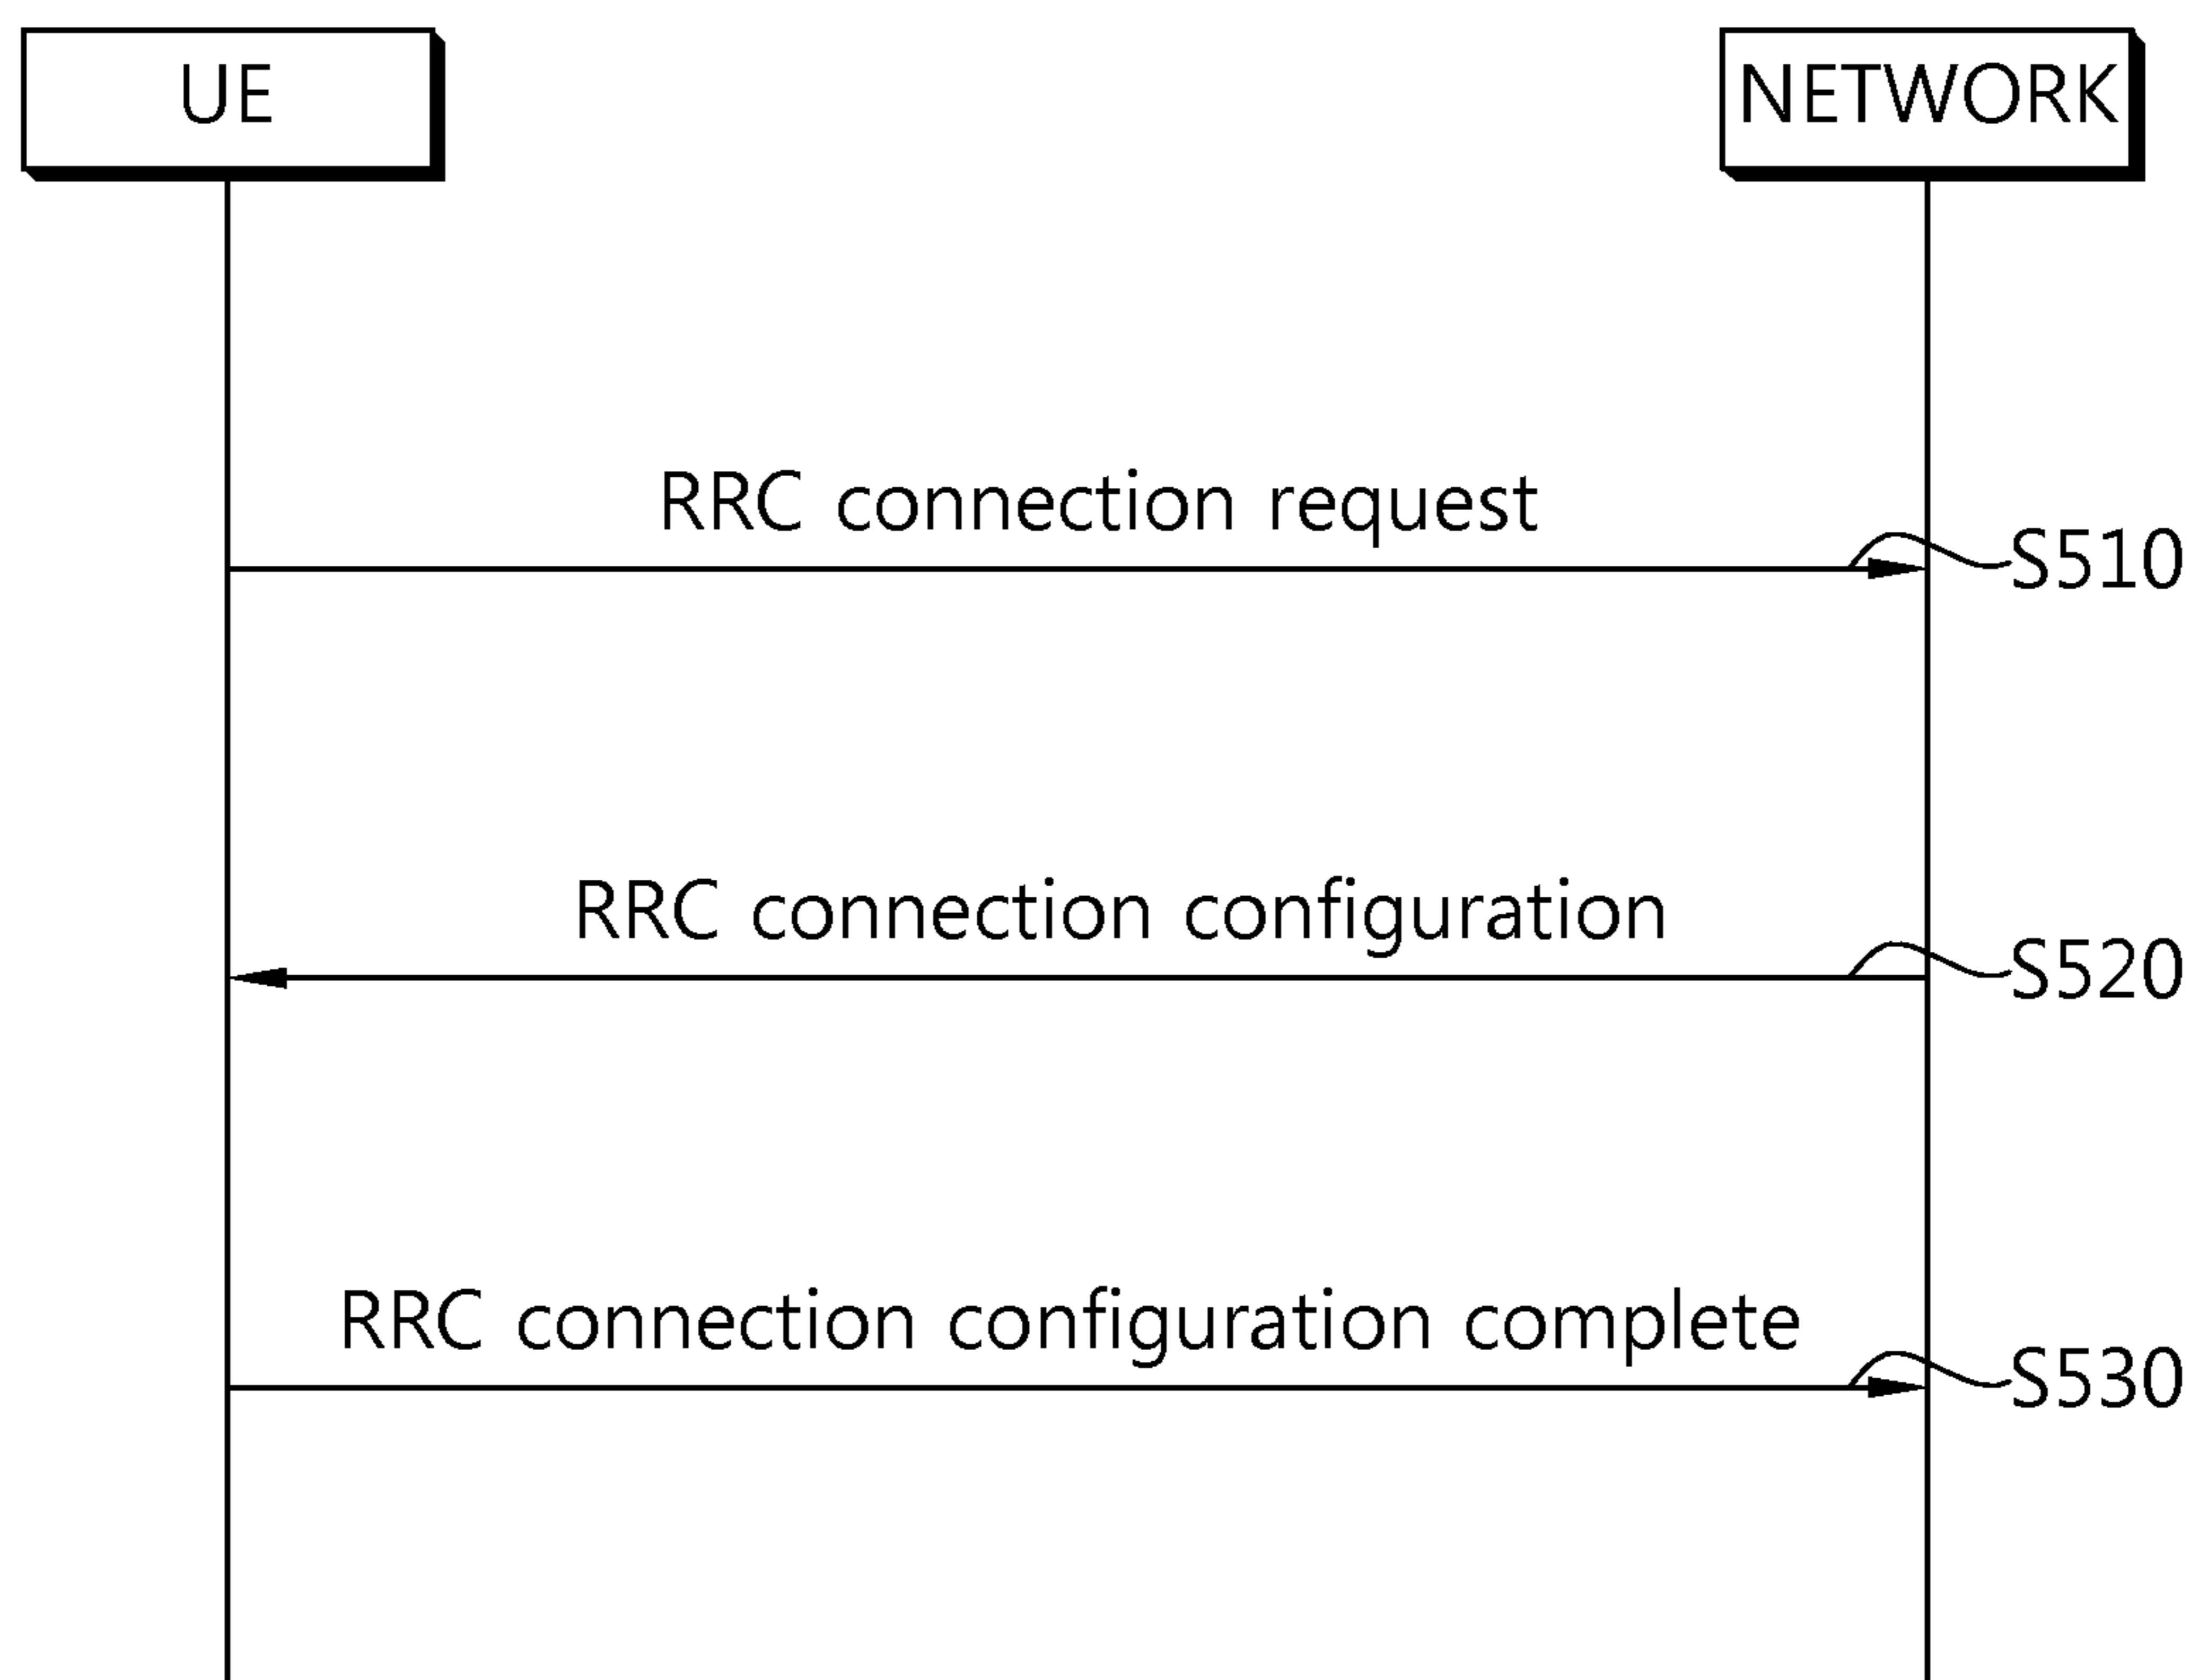 UE
NETWORK
RRC connection request
S510
RRC connection configuration
S520
RRC connection configuration complete
S530